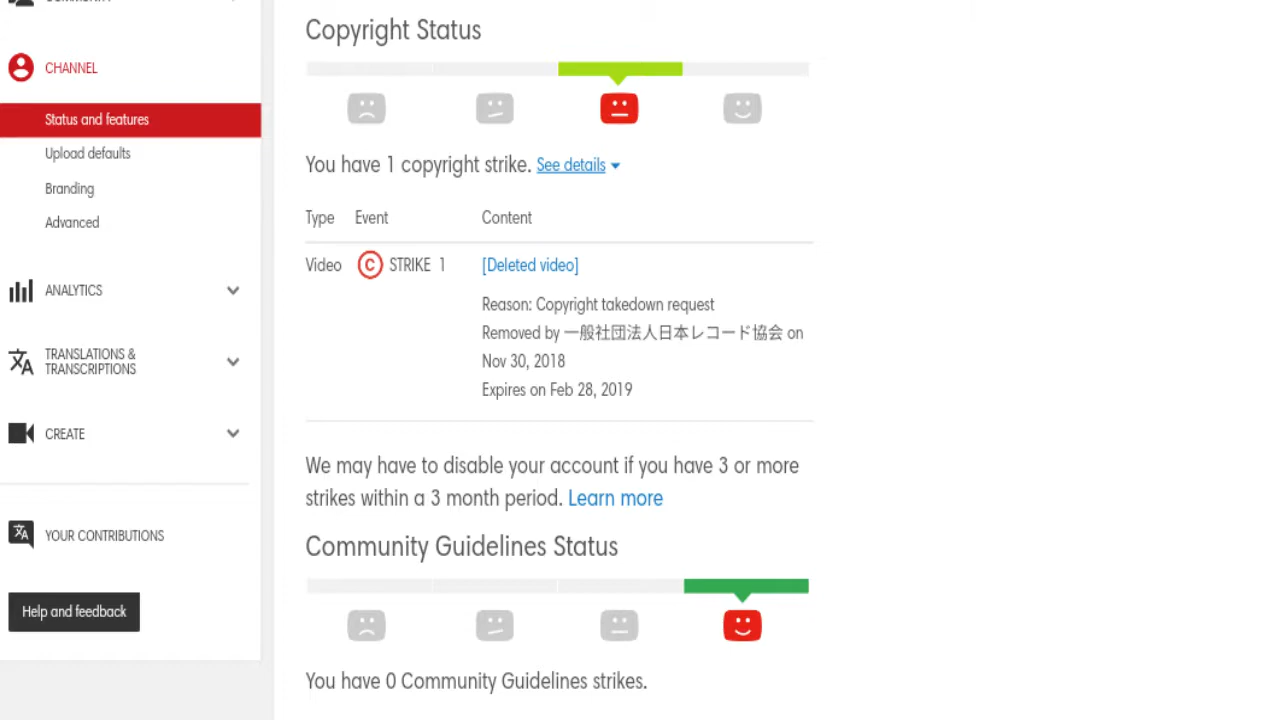 CHANNEL
Status and features
Upload defaults
Branding
Advanced
ANALYTICS
TRANSLATIONS &
TRANSCRIPTIONS
CREATE
YOUR CONTRIBUTIONS
Help and feedback
Copyright Status
You have 1 copyright strike. See details
Type Event Content
Video C STRIKE 1 [Deleted video]
Reason: Copyright takedown request
Removed by 一般社団法人日本レコード協会 on
Nov 30, 2018
Expires on Feb 28, 2019
We may have to disable your account if you have 3 or more
strikes within a 3 month period. Learn more
Community Guidelines Status
You have 0 Community Guidelines strikes.